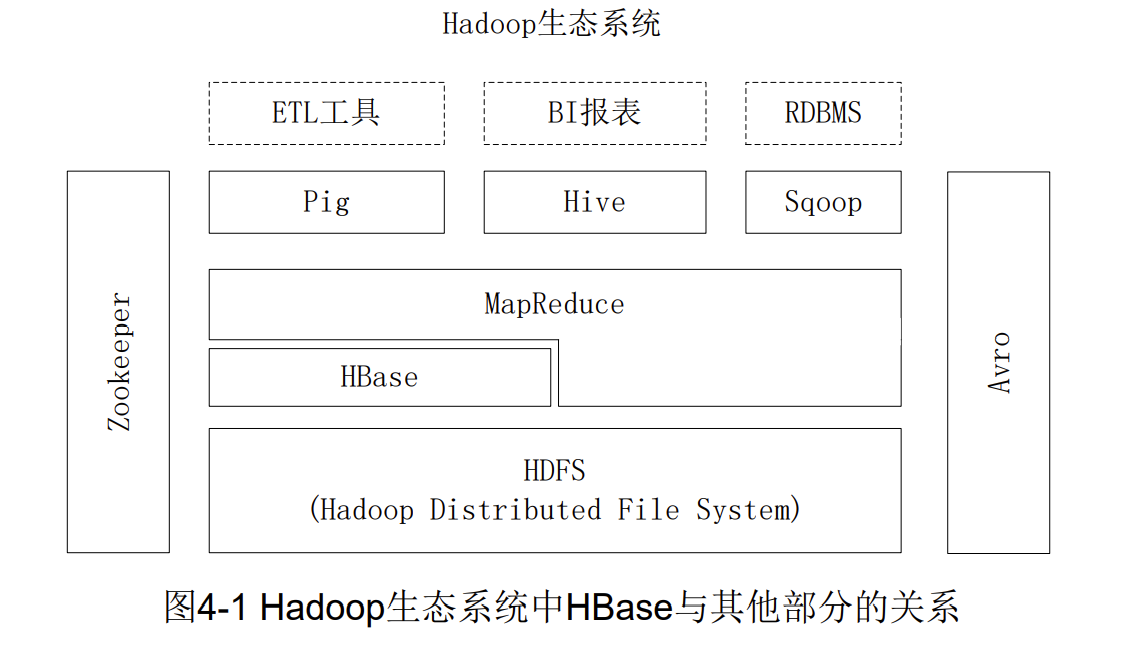 Hadoop生态系统
ETL工具
BI报表
RDBMS
Pig
Hive
Sqoop
Zookeeper
MapReduce
HBase
Avro
HDFS
(Hadoop Distributed File System)
图4-1 Hadoop生态系统中HBase与其他部分的关系